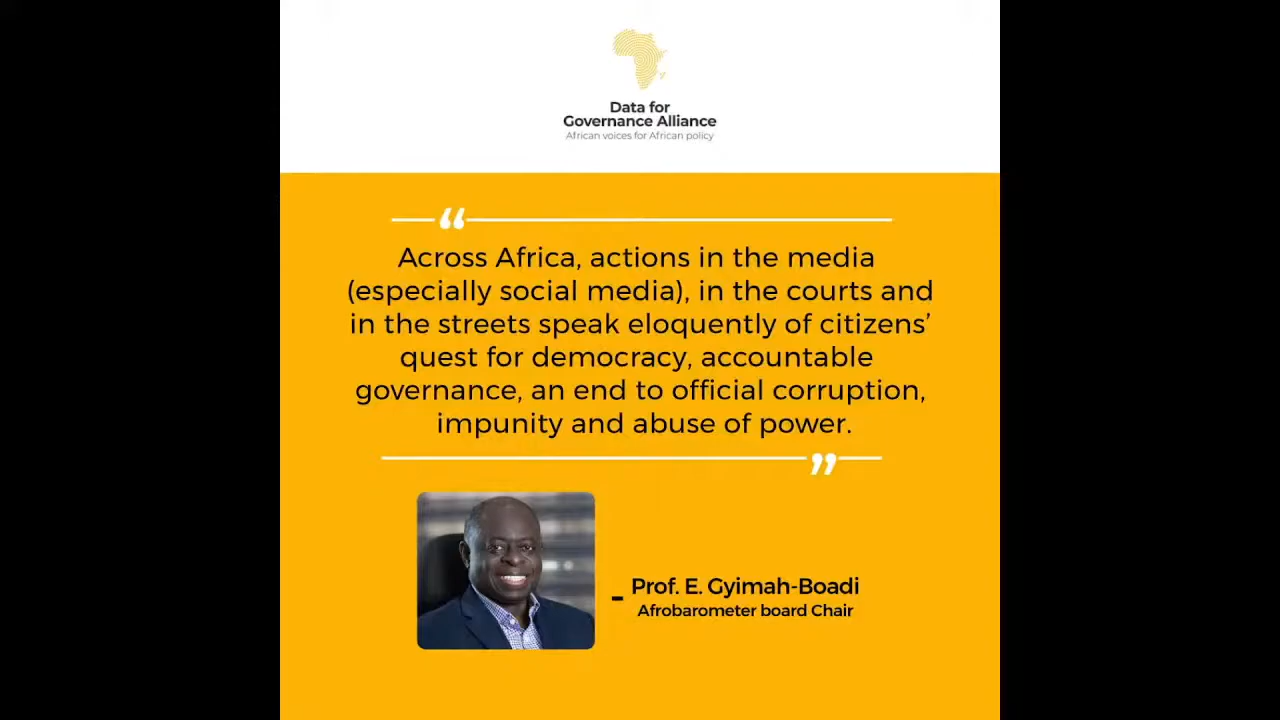 Data for
Governance Alliance
African voices for African policy
“
Across Africa, actions in the media
(especially social media), in the courts and
in the streets speak eloquently of citizens’
quest for democracy, accountable
governance, an end to official corruption,
impunity and abuse of power.
”
- Prof. E. Gyimah-Boadi
Afrobarometer board Chair